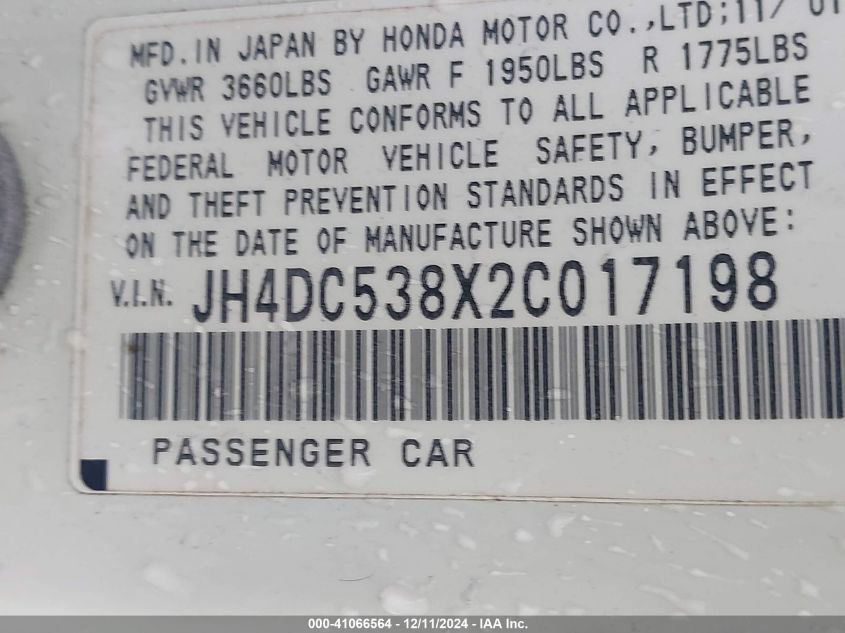 MFD. IN JAPAN BY HONDA MOTOR CO.,LTD;11/ 01
GVWR 3660LBS GAWR F 1950LBS R 1775LBS
THIS VEHICLE CONFORMS TO ALL APPLICABLE
FEDERAL MOTOR VEHICLE SAFETY, BUMPER,
AND THEFT PREVENTION STANDARDS IN EFFECT
ON THE DATE OF MANUFACTURE SHOWN ABOVE:
V.I.N. JH4DC538X2C017198
PASSENGER CAR
000-41066564 - 12/11/2024 - IAA Inc.